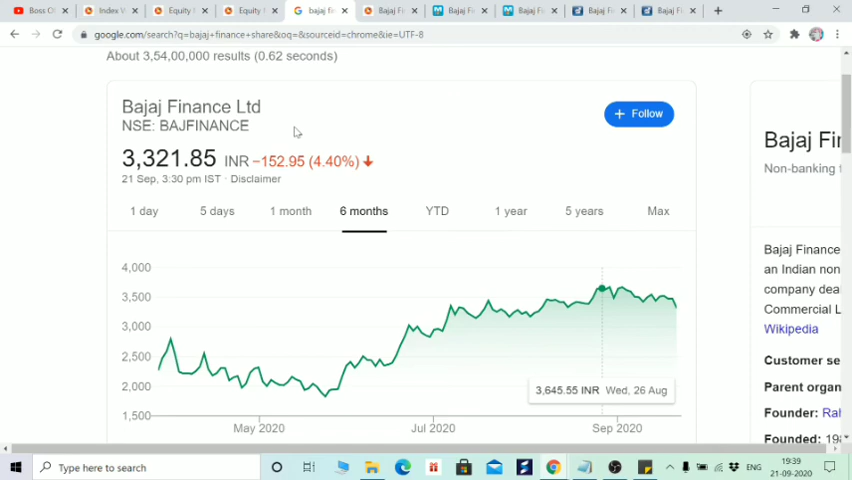 Boss O
Index V
Equity
Equity
bajaj fin
Bajaj Fi
Bajaj Fi
Bajaj Fi
Bajaj Fi
Bajaj Fi
google.com/search?q=bajaj+finance+share&oq=&sourceid=chrome&ie=UTF-8
About 3,54,00,000 results (0.62 seconds)
Bajaj Finance Ltd
NSE: BAJFINANCE
+ Follow
3,321.85 INR −152.95 (4.40%)
21 Sep, 3:30 pm IST · Disclaimer
1 day 5 days 1 month 6 months YTD 1 year 5 years Max
4,000
3,500
3,000
2,500
2,000
1,500
3,645.55 INR Wed, 26 Aug
May 2020 Jul 2020 Sep 2020
Bajaj Fi
Non-banking
Bajaj Finance
an Indian non
company dea
Commercial L
Wikipedia
Customer se
Parent organ
Founder: Ra
Founded: 19
Type here to search
ENG
19:39
21-09-2020